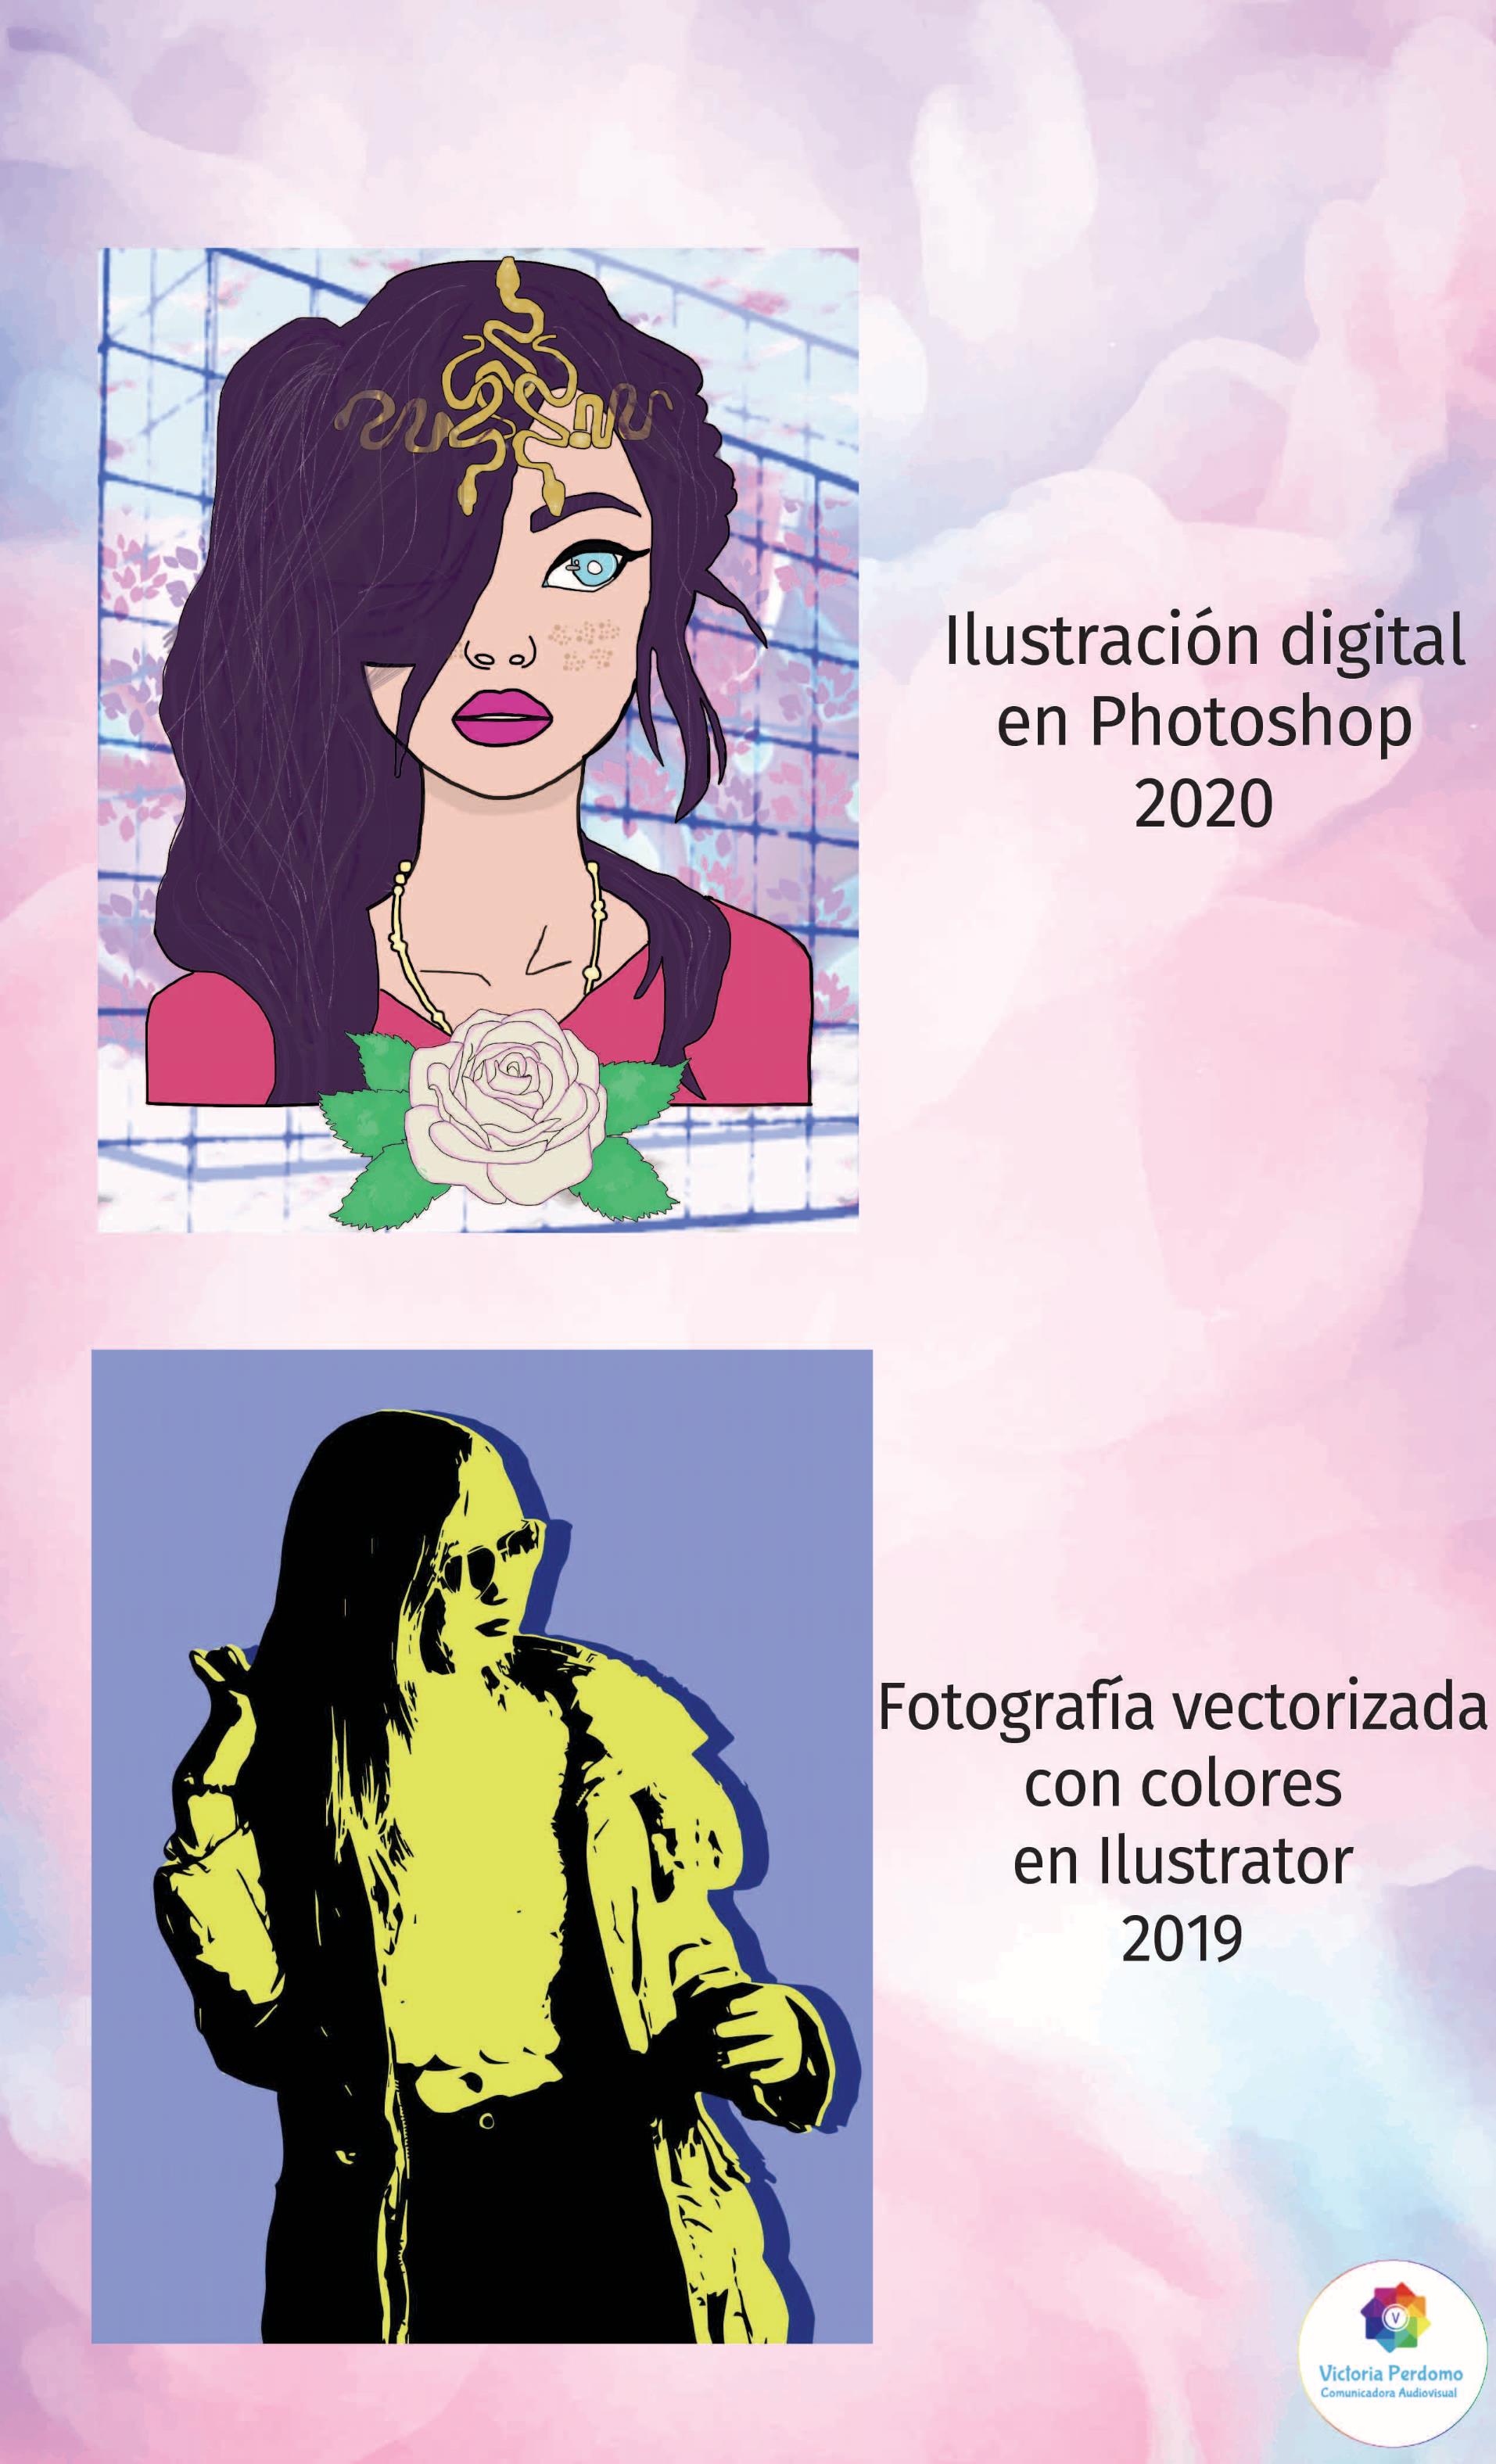 Ilustración digital
en Photoshop
2020
Fotografía vectorizada
con colores
en Ilustrator
2019
V
Victoria Perdomo
Comunicadora Audiovisual